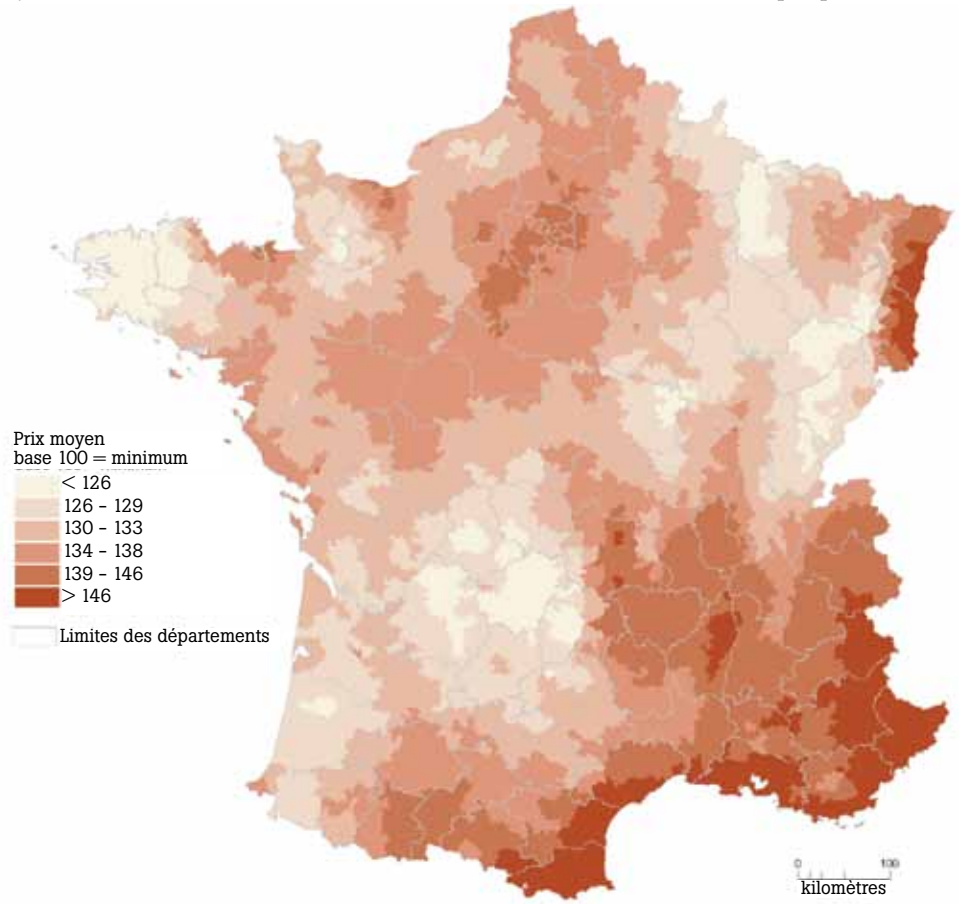 Prix moyen
base 100 = minimum
< 126
126 - 129
130 - 133
134 - 138
139 - 146
> 146
Limites des départements
0 100
kilomètres